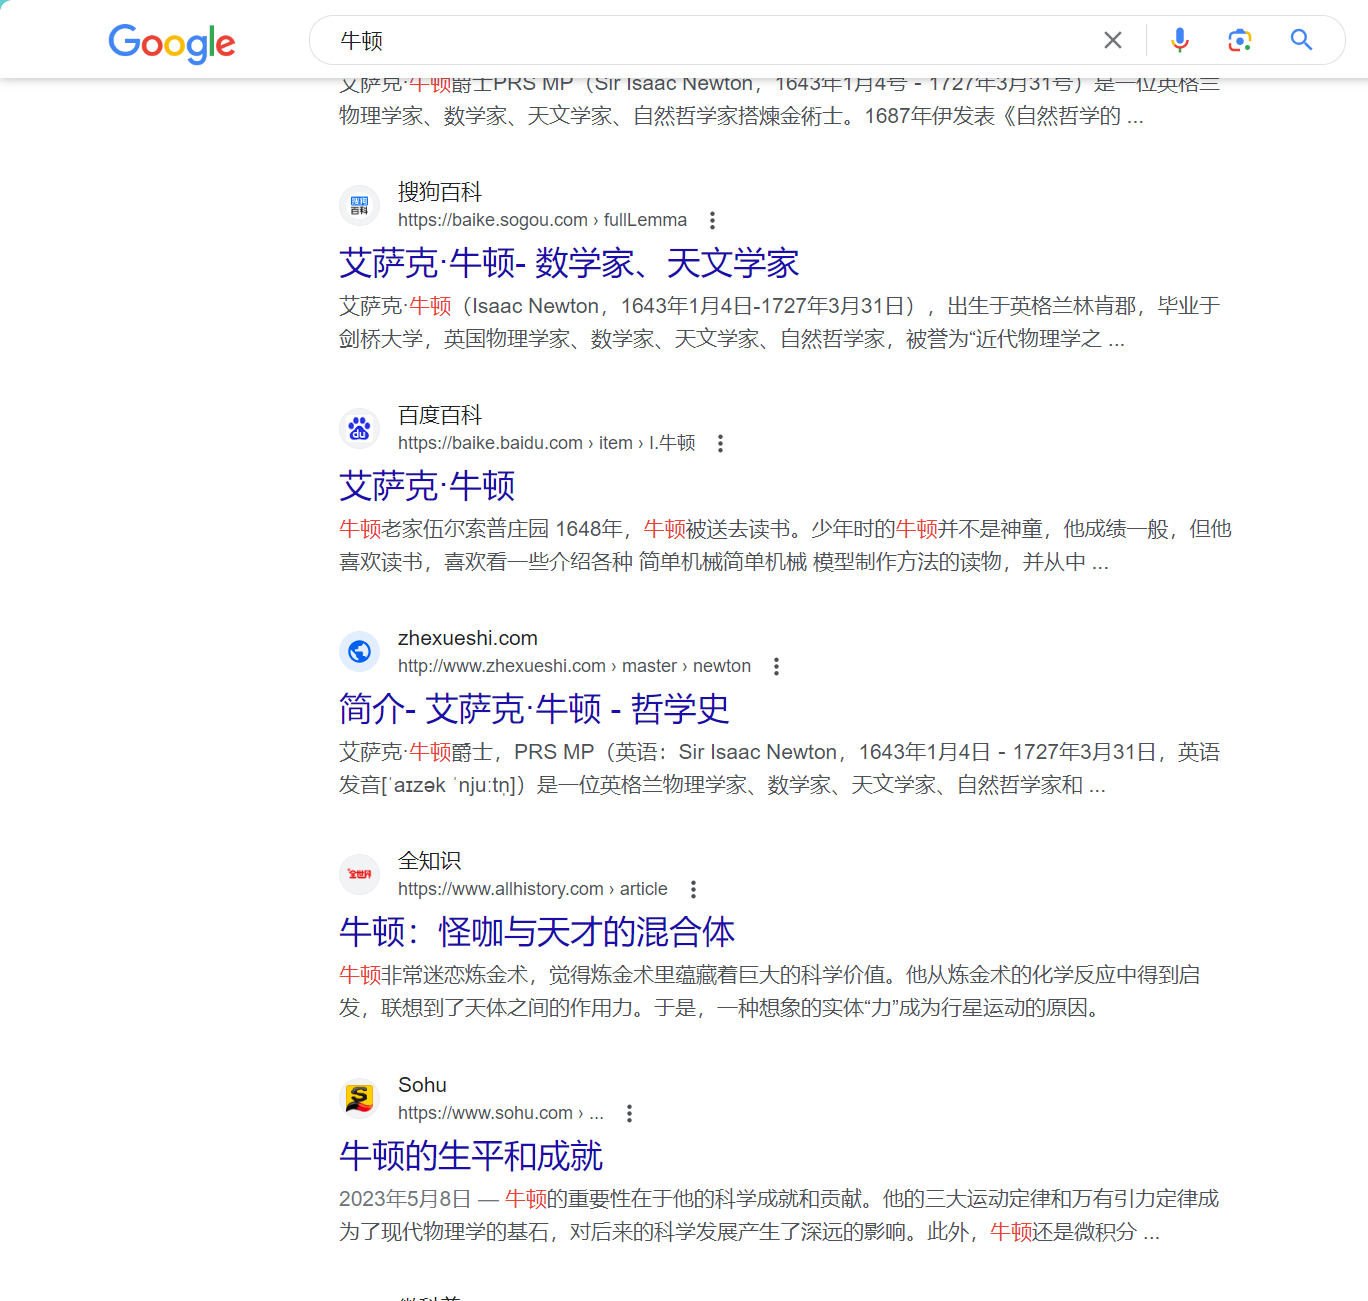 Google
牛顿
艾萨克·牛顿爵士PRS MP（Sir Isaac Newton，1643年1月4号 - 1727年3月31号）是一位英格兰
物理学家、数学家、天文学家、自然哲学家搭煉金術士。1687年伊发表《自然哲学的 ...
搜狗百科
https://baike.sogou.com › fullLemma
艾萨克·牛顿- 数学家、天文学家
艾萨克·牛顿（Isaac Newton，1643年1月4日-1727年3月31日），出生于英格兰林肯郡，毕业于
剑桥大学，英国物理学家、数学家、天文学家、自然哲学家，被誉为“近代物理学之 ...
百度百科
https://baike.baidu.com › item › I.牛顿
艾萨克·牛顿
牛顿老家伍尔索普庄园 1648年，牛顿被送去读书。少年时的牛顿并不是神童，他成绩一般，但他
喜欢读书，喜欢看一些介绍各种 简单机械简单机械 模型制作方法的读物，并从中 ...
zhexueshi.com
http://www.zhexueshi.com › master › newton
简介- 艾萨克·牛顿 - 哲学史
艾萨克·牛顿爵士，PRS MP（英语：Sir Isaac Newton，1643年1月4日 - 1727年3月31日，英语
发音[ˈaɪzək ˈnjuːtn̩]）是一位英格兰物理学家、数学家、天文学家、自然哲学家和 ...
全世界
全知识
https://www.allhistory.com › article
牛顿：怪咖与天才的混合体
牛顿非常迷恋炼金术，觉得炼金术里蕴藏着巨大的科学价值。他从炼金术的化学反应中得到启
发，联想到了天体之间的作用力。于是，一种想象的实体“力”成为行星运动的原因。
Sohu
https://www.sohu.com › ...
牛顿的生平和成就
2023年5月8日 — 牛顿的重要性在于他的科学成就和贡献。他的三大运动定律和万有引力定律成
为了现代物理学的基石，对后来的科学发展产生了深远的影响。此外，牛顿还是微积分 ...